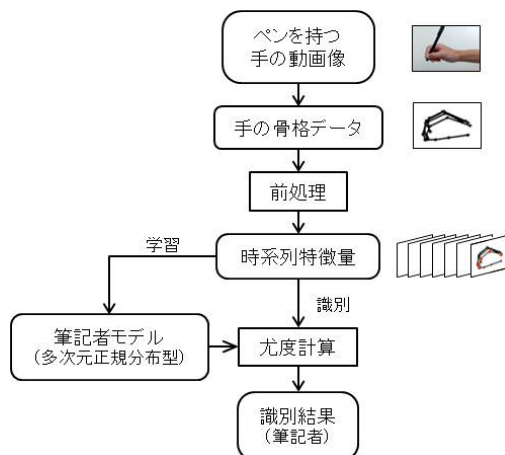 ペンを持つ
手の動画像
手の骨格データ
前処理
学習
時系列特徴量
識別
筆記者モデル
(多次元正規分布型)
尤度計算
識別結果
(筆記者)